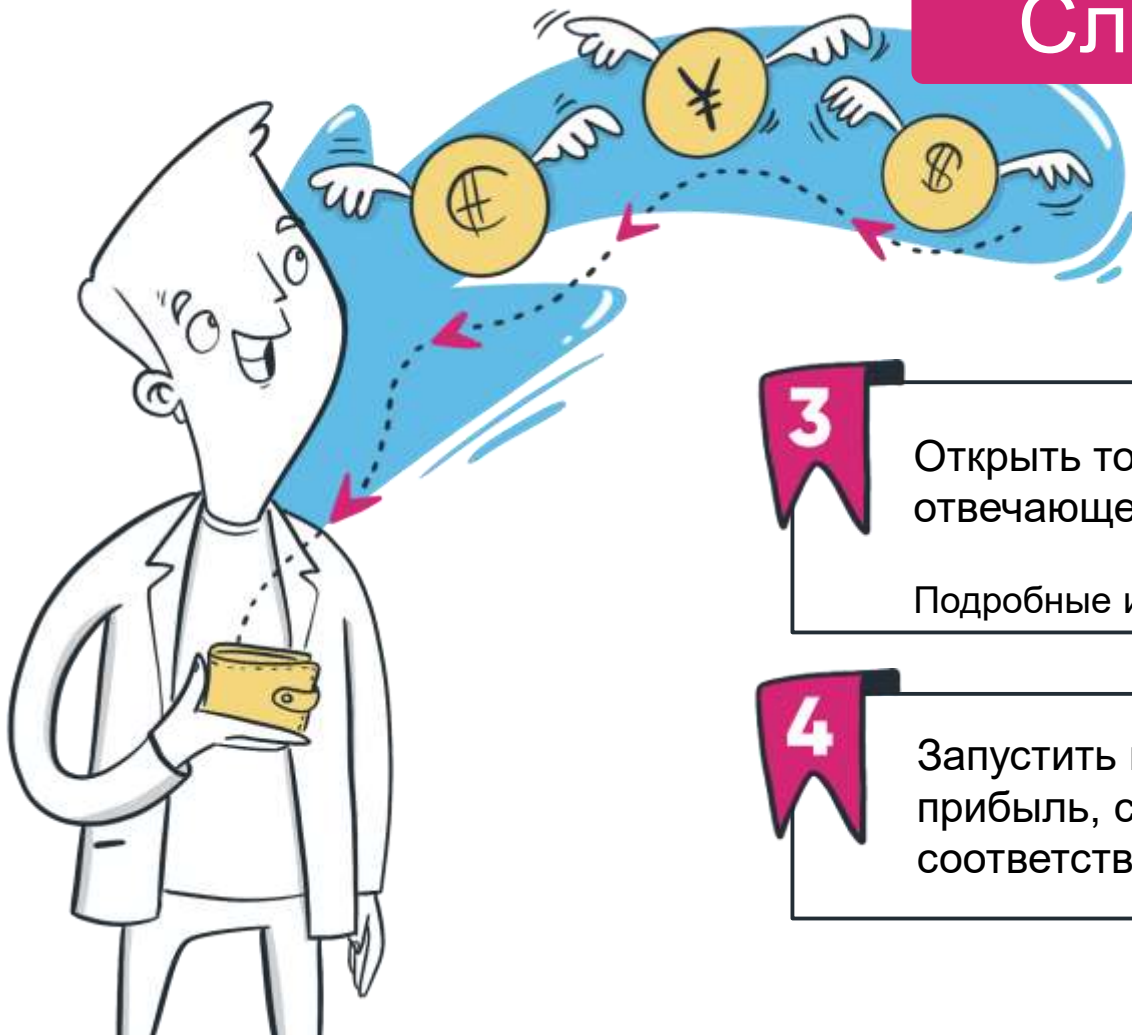 Сл
¥
$
3
Открыть то
отвечающе
Подробные и
4
Запустить
прибыль, с
соответств